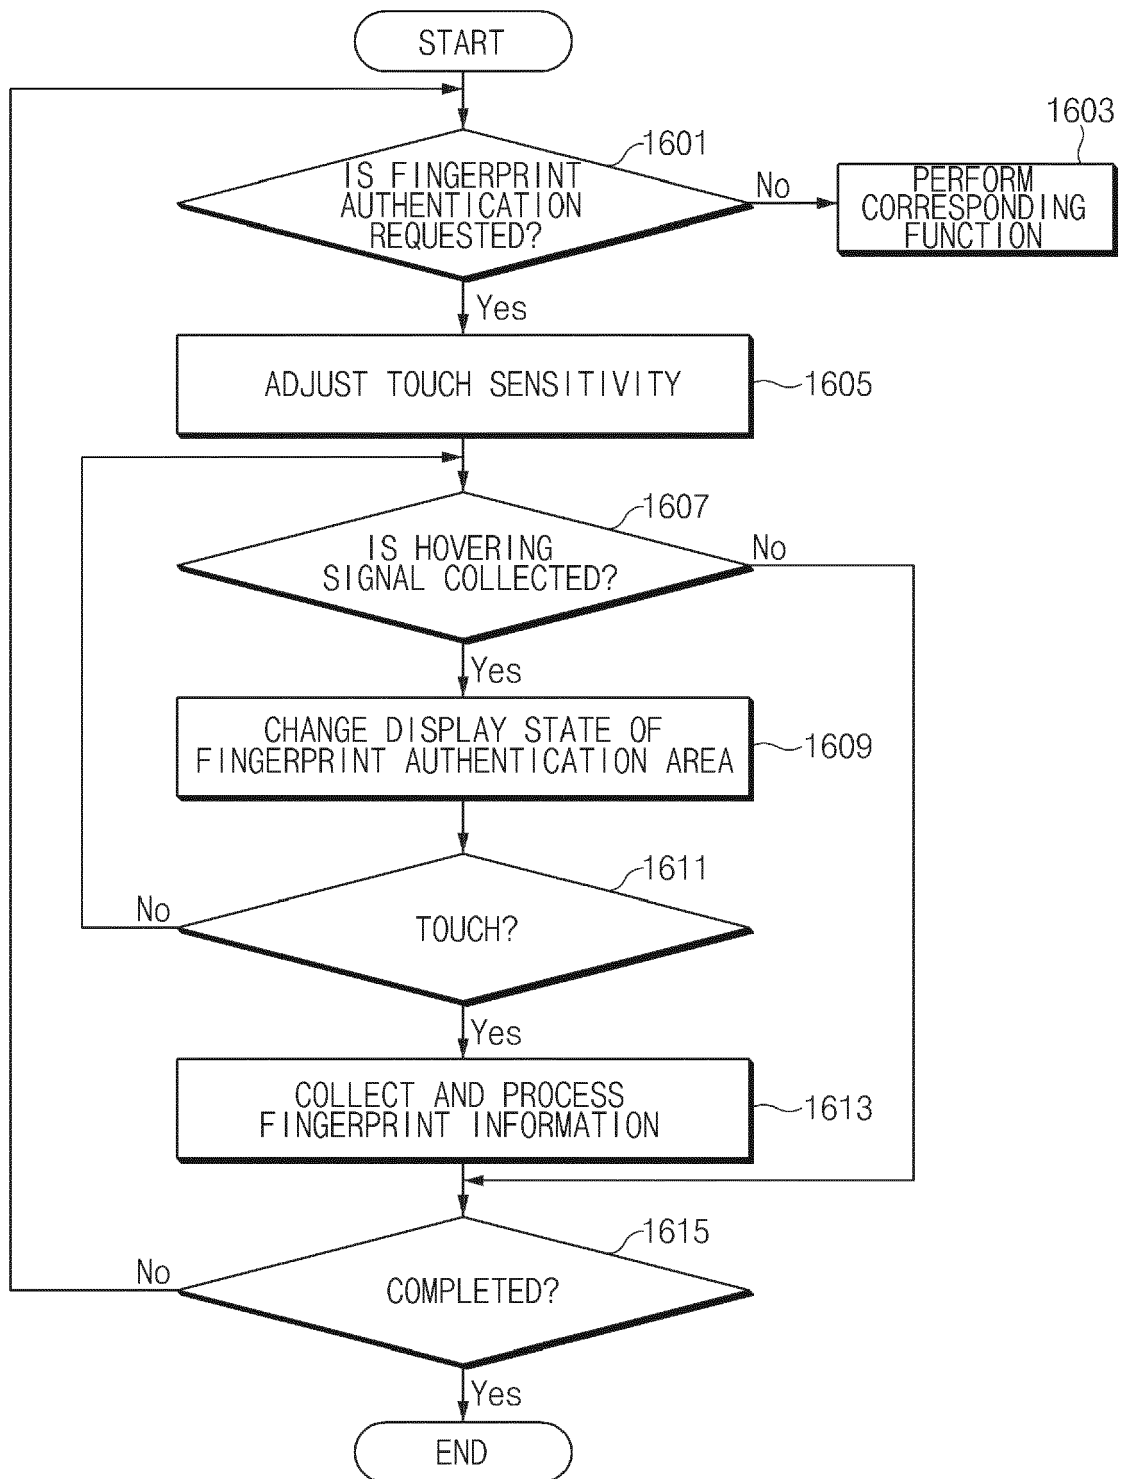 START
1601
IS FINGERPRINT
AUTHENTICATION
REQUESTED?
No
1603
PERFORM
CORRESPONDING
FUNCTION
Yes
ADJUST TOUCH SENSITIVITY
1605
1607
IS HOVERING
SIGNAL COLLECTED?
No
Yes
CHANGE DISPLAY STATE OF
FINGERPRINT AUTHENTICATION AREA
1609
1611
TOUCH?
No
Yes
COLLECT AND PROCESS
FINGERPRINT INFORMATION
1613
1615
COMPLETED?
No
Yes
END